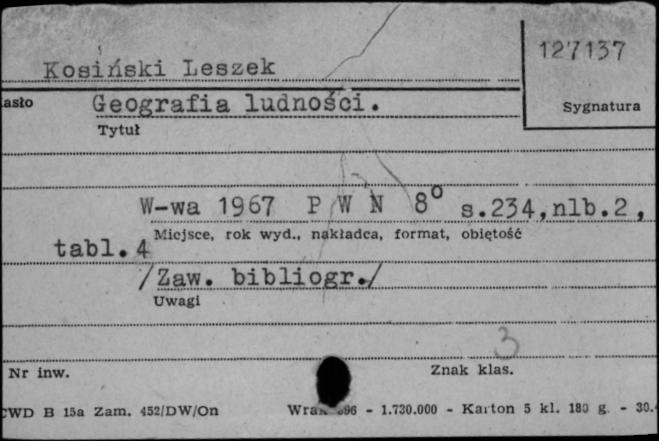 127137
Kosiński Leszek
asło Geografia ludności. Sygnatura
Tytuł
W-wa 1967 P W N 8° s.234,nlb.2,
Miejsce, rok wyd., nakładca, format, objętość
tabl.4
/Zaw. bibliogr./
Uwagi
3
Nr inw. Znak klas.
CWD B 15a Zam. 452/DW/On - 1.730.000 - Karton 5 kl. 180 g. - 30.